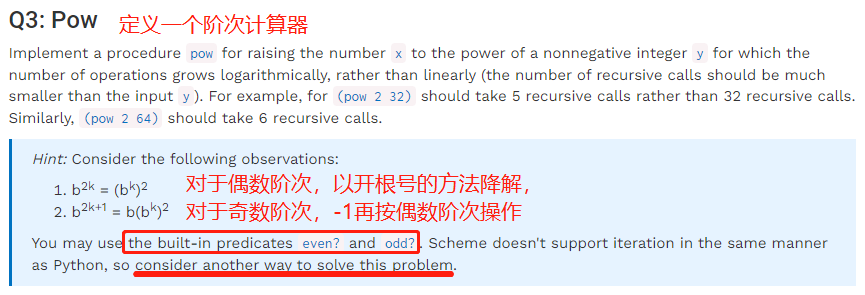 Q3: Pow 定义一个阶次计算器
Implement a procedure pow for raising the number x to the power of a nonnegative integer y for which the
number of operations grows logarithmically, rather than linearly (the number of recursive calls should be much
smaller than the input y). For example, for (pow 2 32) should take 5 recursive calls rather than 32 recursive calls.
Similarly, (pow 2 64) should take 6 recursive calls.
Hint: Consider the following observations:
1. b²ᵏ = (bᵏ)² 对于偶数阶次，以开根号的方法降解，
2. b²ᵏ⁺¹ = b(bᵏ)² 对于奇数阶次，-1再按偶数阶次操作
You may use the built-in predicates even? and odd?. Scheme doesn't support iteration in the same manner
as Python, so consider another way to solve this problem.